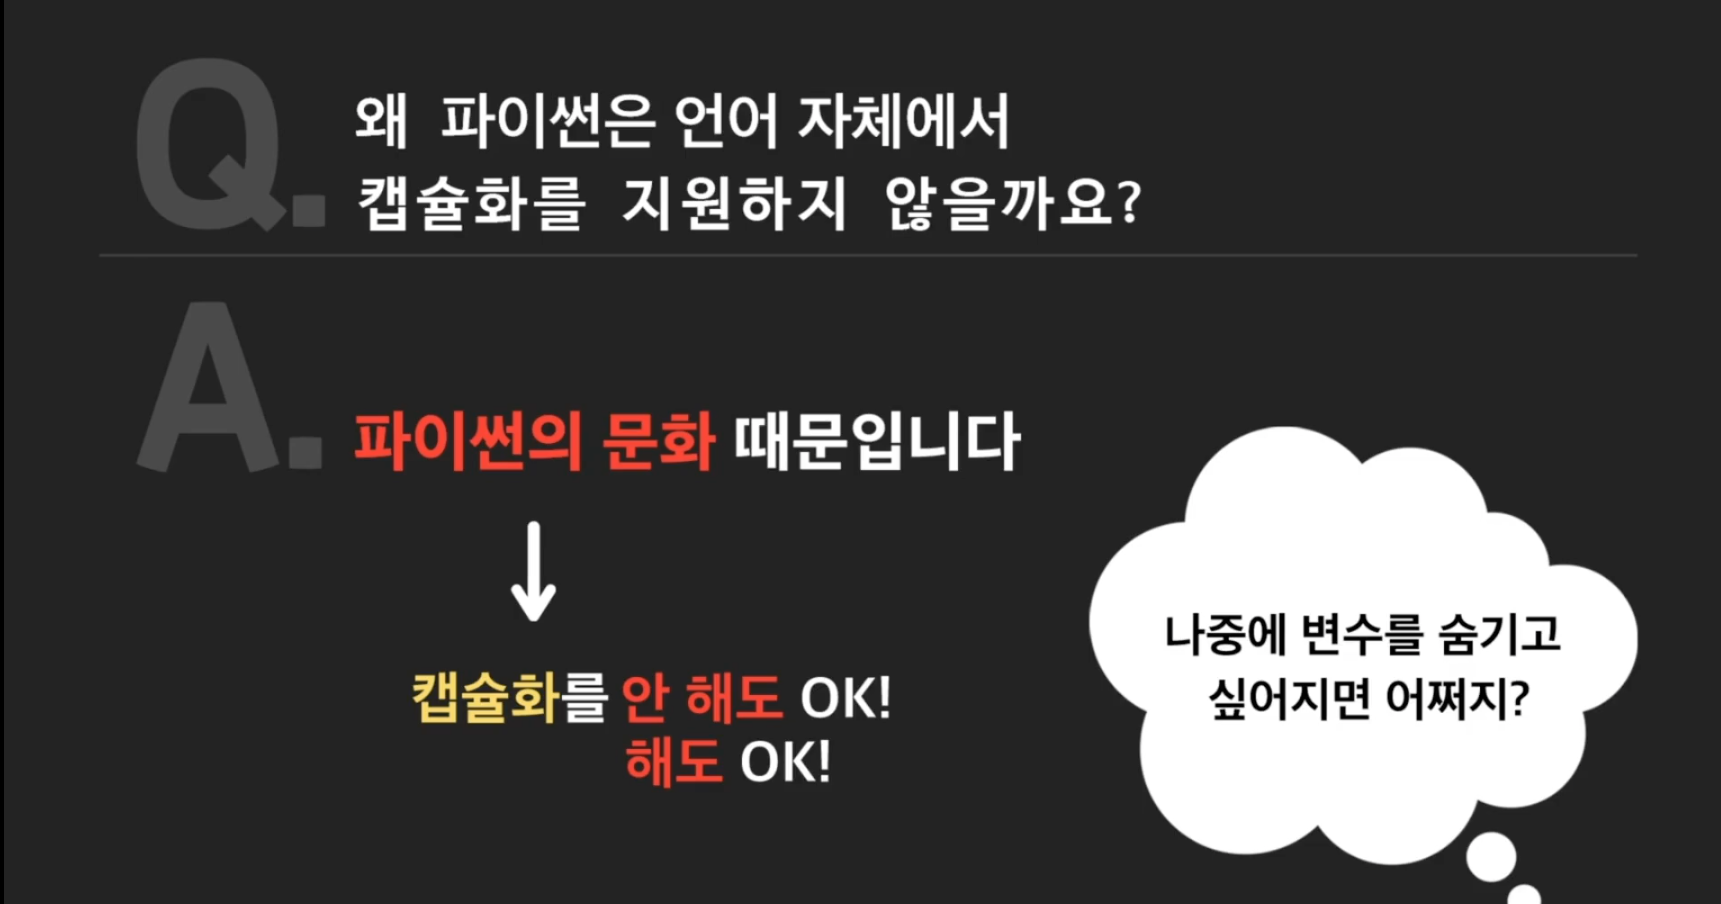 Q.
왜 파이썬은 언어 자체에서
캡슐화를 지원하지 않을까요?
A.
파이썬의 문화 때문입니다
캡슐화를 안 해도 OK!
해도 OK!
나중에 변수를 숨기고
싶어지면 어쩌지?